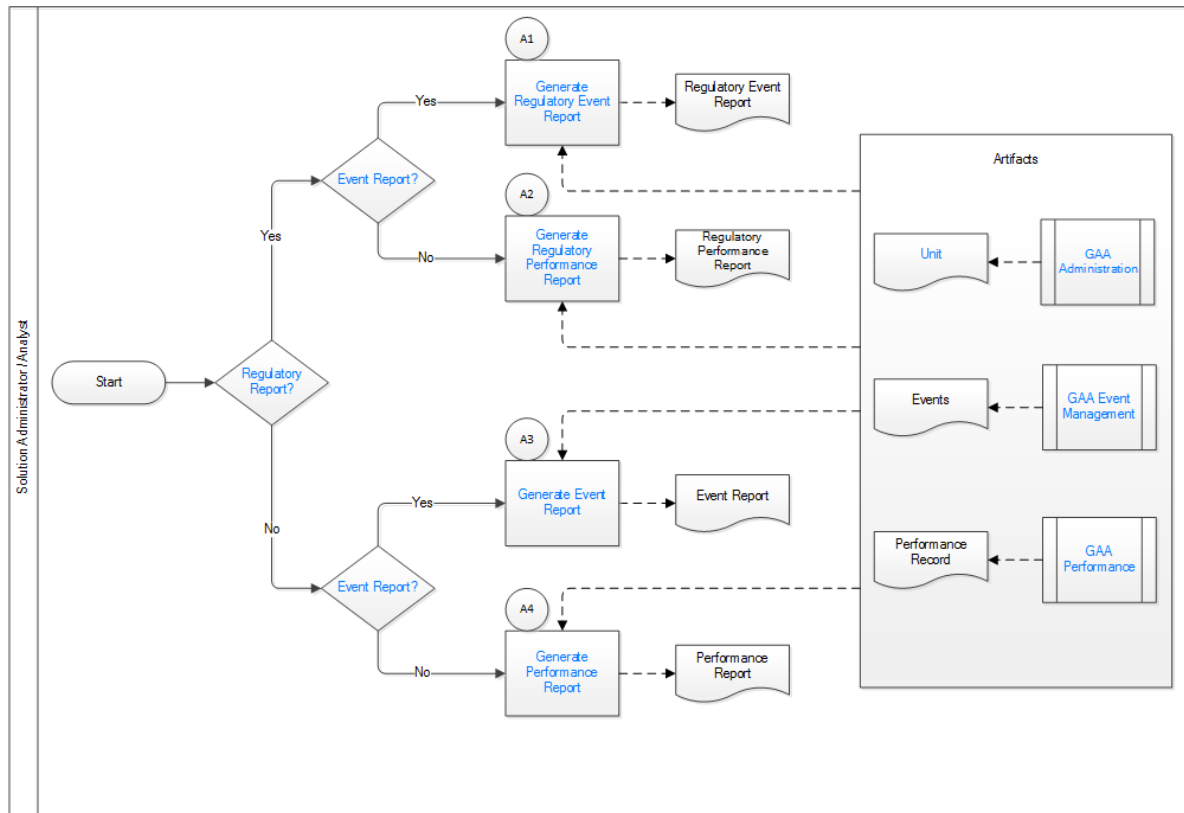 Solution Administrator / Analyst
Start
Regulatory
Report?
Yes
No
Event Report?
Yes
No
A1
Generate
Regulatory Event
Report
Regulatory Event
Report
A2
Generate
Regulatory
Performance
Report
Regulatory
Performance
Report
Event Report?
Yes
No
A3
Generate Event
Report
Event Report
A4
Generate
Performance
Report
Performance
Report
Artifacts
Unit
GAA
Administration
Events
GAA Event
Management
Performance
Record
GAA
Performance